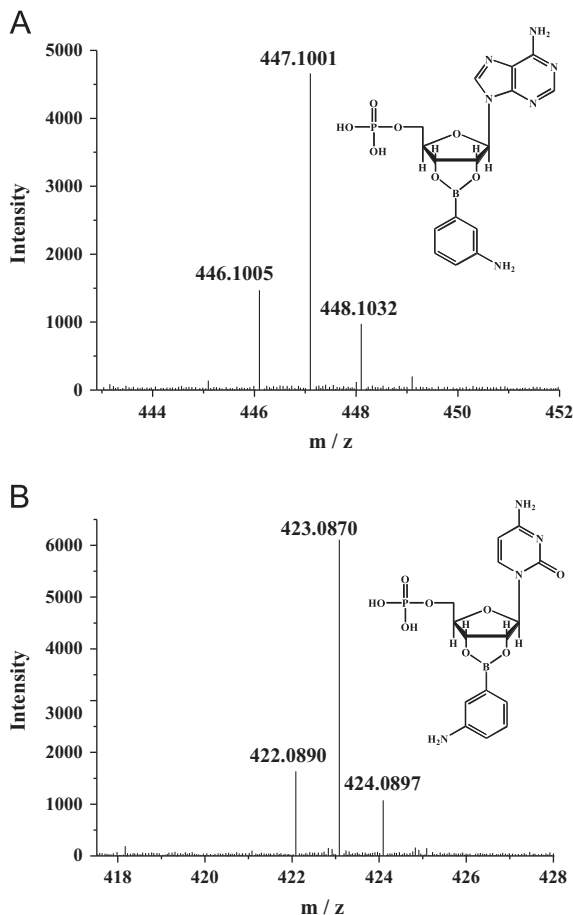 A
5000
4000
3000
2000
1000
0
Intensity
447.1001
446.1005
448.1032
444
446
448
450
452
m / z
NH₂
N
N
N
N
O
HO
P
O
OH
O
H
H
H
H
O
O
B
NH₂
B
6000
5000
4000
3000
2000
1000
0
Intensity
423.0870
422.0890
424.0897
418
420
422
424
426
428
m / z
NH₂
N
N
O
O
HO
P
O
OH
O
H
H
H
H
O
O
B
H₂N